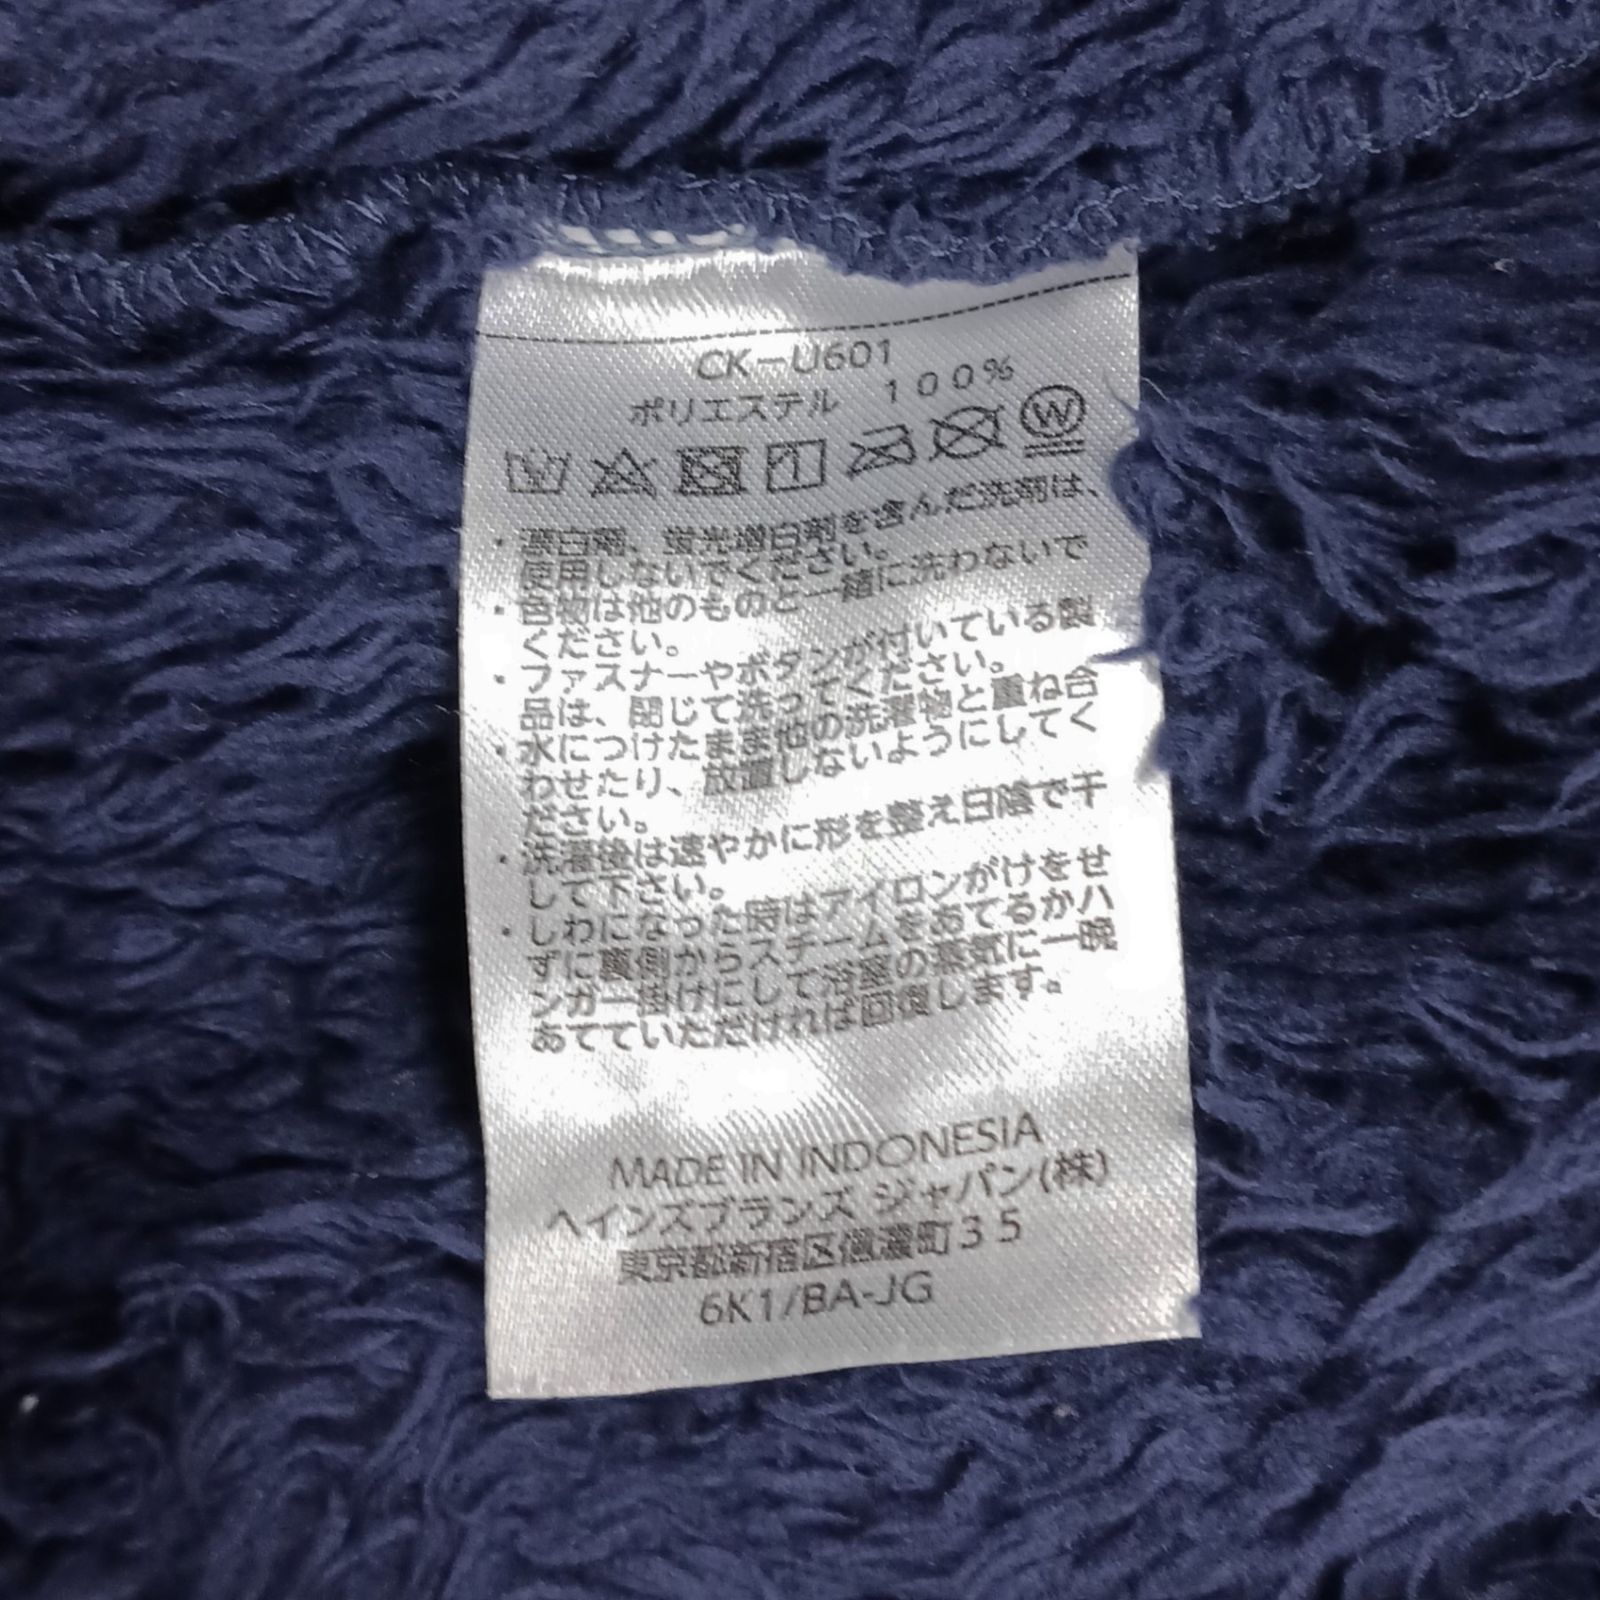 CK－U601
ポリエステル　１００％
・漂白剤、蛍光増白剤を含んだ洗剤は、
使用しないでください。
・色物は他のものと一緒に洗わないで
ください。
・ファスナーやボタンが付いている製
品は、閉じて洗ってください。
・水につけたまま他の洗濯物と重ね合
わせたり、放置しないようにしてく
ださい。
・洗濯後は速やかに形を整え日陰で干
して下さい。
・しわになった時はアイロンがけをせ
ずに裏側からスチームをあてるかハ
ンガー掛けにして浴室の蒸気に一晩
あてていただければ回復します。
MADE IN INDONESIA
ヘインズブランズ ジャパン(株)
東京都新宿区信濃町３５
6K1/BA-JG